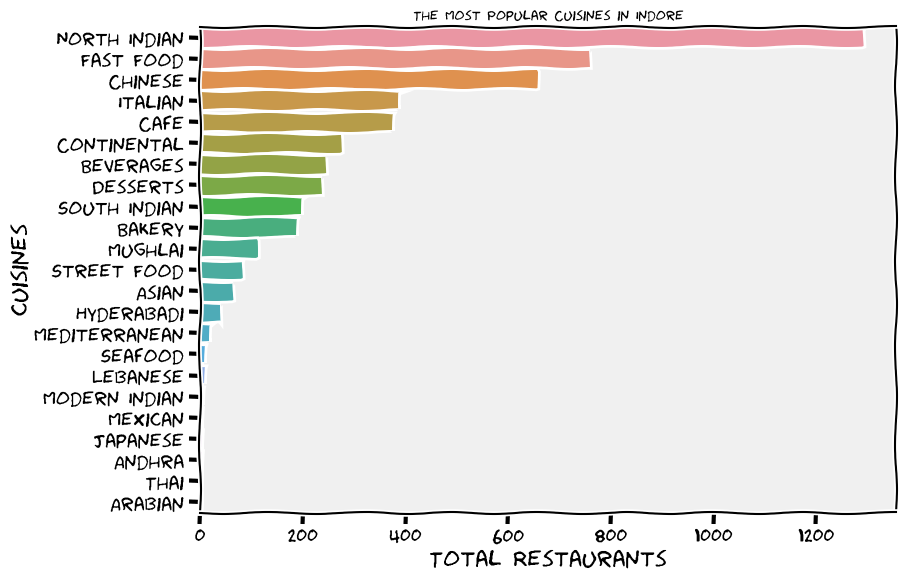 THE MOST POPULAR CUISINES IN INDORE
NORTH INDIAN
FAST FOOD
CHINESE
ITALIAN
CAFE
CONTINENTAL
BEVERAGES
DESSERTS
SOUTH INDIAN
BAKERY
MUGHLAI
STREET FOOD
ASIAN
HYDERABADI
MEDITERRANEAN
SEAFOOD
LEBANESE
MODERN INDIAN
MEXICAN
JAPANESE
ANDHRA
THAI
ARABIAN
CUISINES
0 200 400 600 800 1000 1200
TOTAL RESTAURANTS